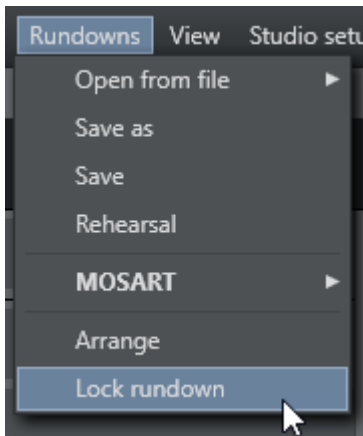 Rundowns View Studio setu
Open from file
Save as
Save
Rehearsal
MOSART
Arrange
Lock rundown